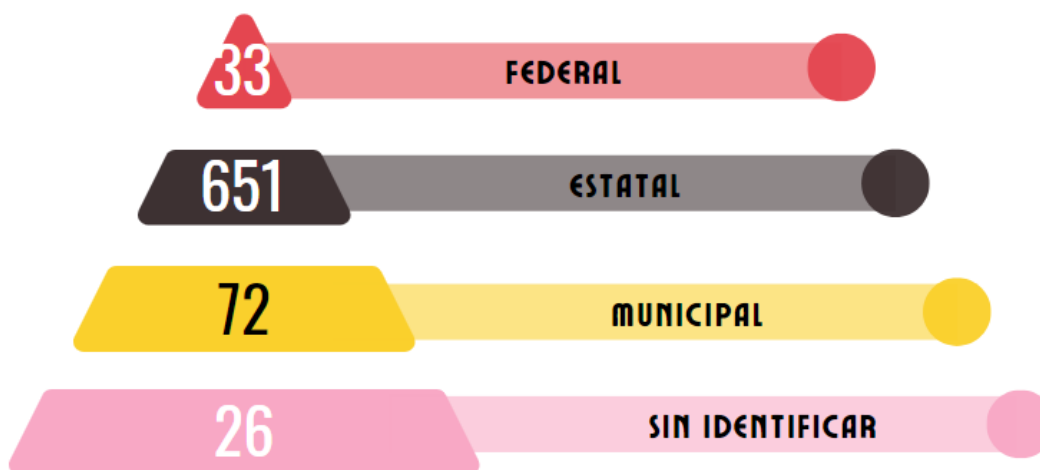 33 FEDERAL
651 ESTATAL
72 MUNICIPAL
26 SIN IDENTIFICAR